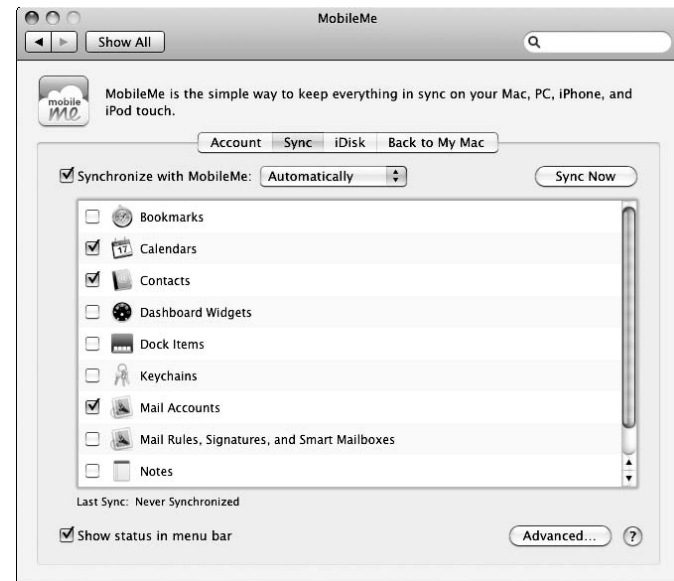 MobileMe
Show All
mobile
me
MobileMe is the simple way to keep everything in sync on your Mac, PC, iPhone, and
iPod touch.
Account Sync iDisk Back to My Mac
Synchronize with MobileMe: Automatically Sync Now
Bookmarks
17 Calendars
Contacts
Dashboard Widgets
Dock Items
Keychains
Mail Accounts
Mail Rules, Signatures, and Smart Mailboxes
Notes
Last Sync: Never Synchronized
Show status in menu bar Advanced... ?